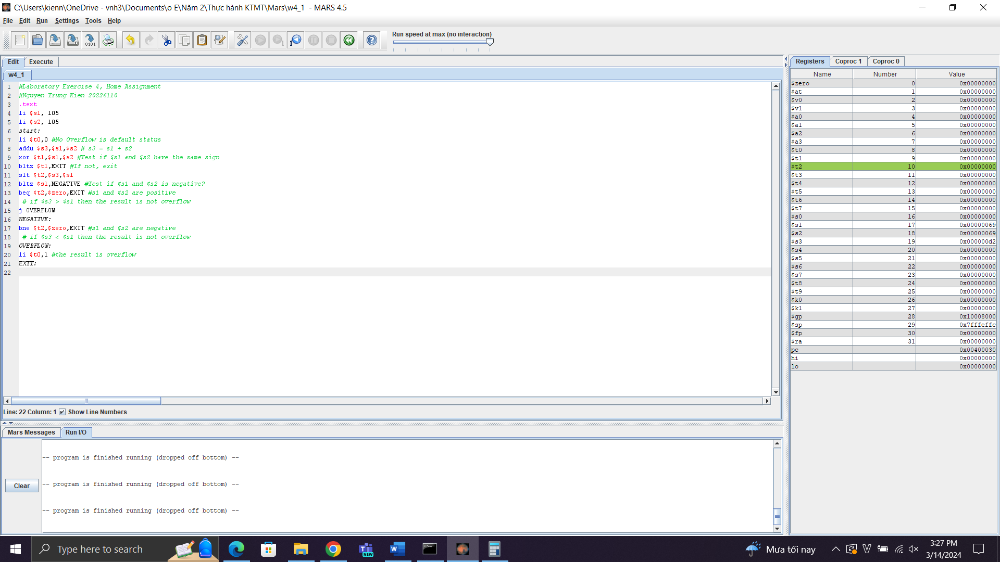 C:\Users\kienn\OneDrive - vnh3\Documents\o E\Năm 2\Thực hành KTMT\Mars\w4_1 - MARS 4.5
File Edit Run Settings Tools Help
Run speed at max (no interaction)
Edit Execute
w4_1
1 #Laboratory Exercise 4, Home Assignment
2 #Nguyen Trung Kien 20226110
3 .text
4 li $s1, 105
5 li $s2, 105
6 start:
7 li $t0,0 #No Overflow is default status
8 addu $s3,$s1,$s2 # s3 = s1 + s2
9 xor $t1,$s1,$s2 #Test if $s1 and $s2 have the same sign
10 bltz $t1,EXIT #If not, exit
11 slt $t2,$s3,$s1
12 bltz $s1,NEGATIVE #Test if $s1 and $s2 is negative?
13 beq $t2,$zero,EXIT #s1 and $s2 are positive
14 # if $s3 > $s1 then the result is not overflow
15 j OVERFLOW
16 NEGATIVE:
17 bne $t2,$zero,EXIT #s1 and $s2 are negative
18 # if $s3 < $s1 then the result is not overflow
19 OVERFLOW:
20 li $t0,1 #the result is overflow
21 EXIT:
22
Line: 22 Column: 1 Show Line Numbers
Mars Messages Run I/O
-- program is finished running (dropped off bottom) --
-- program is finished running (dropped off bottom) --
Clear
-- program is finished running (dropped off bottom) --
Registers Coproc 1 Coproc 0
Name Number Value
$zero 0 0x00000000
$at 1 0x00000000
$v0 2 0x00000000
$v1 3 0x00000000
$a0 4 0x00000000
$a1 5 0x00000000
$a2 6 0x00000000
$a3 7 0x00000000
$t0 8 0x00000000
$t1 9 0x00000000
$t2 10 0x00000000
$t3 11 0x00000000
$t4 12 0x00000000
$t5 13 0x00000000
$t6 14 0x00000000
$t7 15 0x00000000
$s0 16 0x00000000
$s1 17 0x00000069
$s2 18 0x00000069
$s3 19 0x000000d2
$s4 20 0x00000000
$s5 21 0x00000000
$s6 22 0x00000000
$s7 23 0x00000000
$t8 24 0x00000000
$t9 25 0x00000000
$k0 26 0x00000000
$k1 27 0x00000000
$gp 28 0x10008000
$sp 29 0x7fffeffc
$fp 30 0x00000000
$ra 31 0x00000000
pc 0x00400030
hi 0x00000000
lo 0x00000000
Type here to search
NEW
Mưa tối nay
3:27 PM
3/14/2024